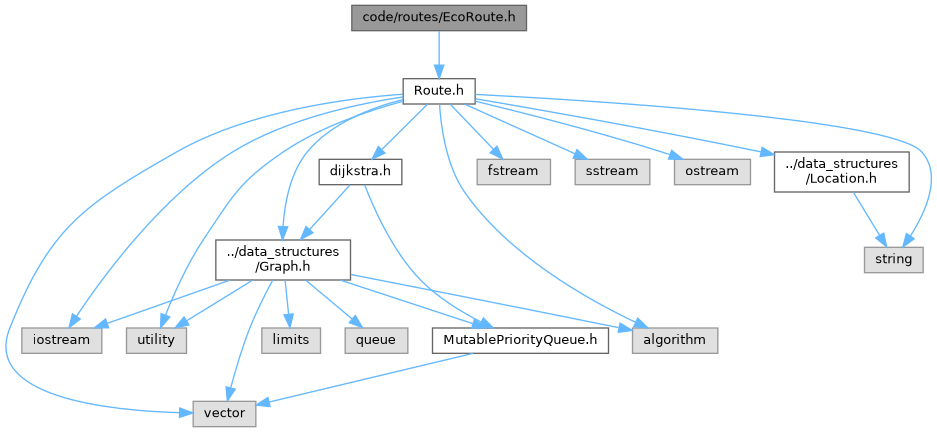 code/routes/EcoRoute.h
Route.h
dijkstra.h
fstream
sstream
ostream
../data_structures
/Location.h
../data_structures
/Graph.h
string
iostream
utility
limits
queue
MutablePriorityQueue.h
algorithm
vector